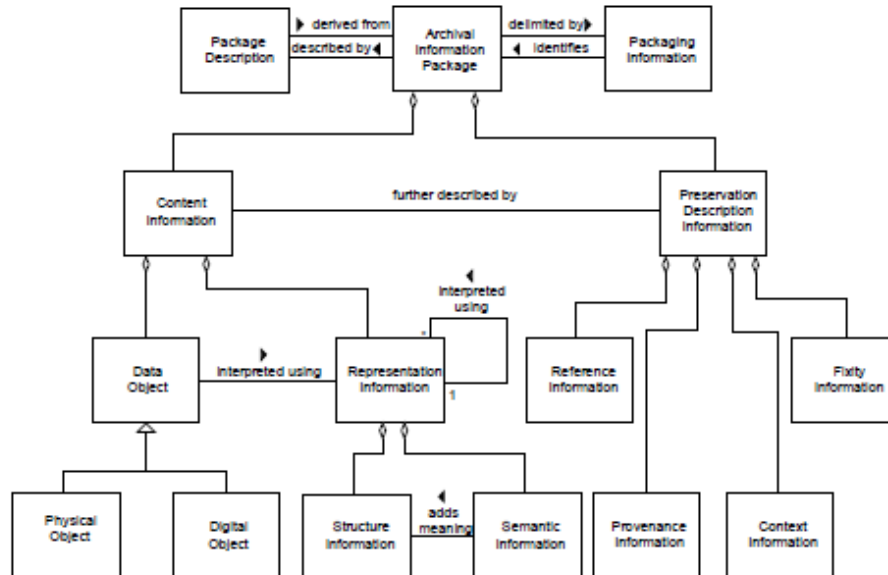 Package
Description
derived from
described by
Archival
Information
Package
delimited by
identifies
Packaging
Information
Content
Information
further described by
Preservation
Description
Information
Data
Object
interpreted using
Representation
Information
interpreted
using
*
1
Reference
Information
Fixity
Information
Physical
Object
Digital
Object
Structure
Information
adds
meaning
Semantic
Information
Provenance
Information
Context
Information